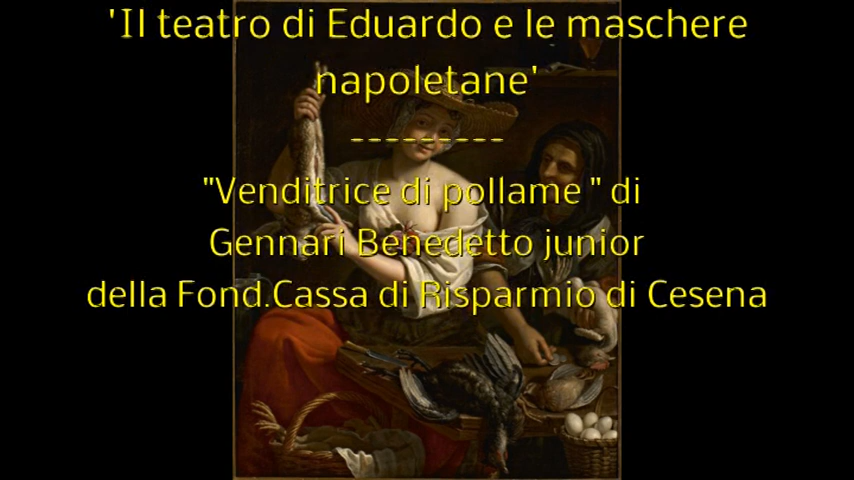 'Il teatro di Eduardo e le maschere
napoletane'
---------
"Venditrice di pollame " di
Gennari Benedetto junior
della Fond.Cassa di Risparmio di Cesena